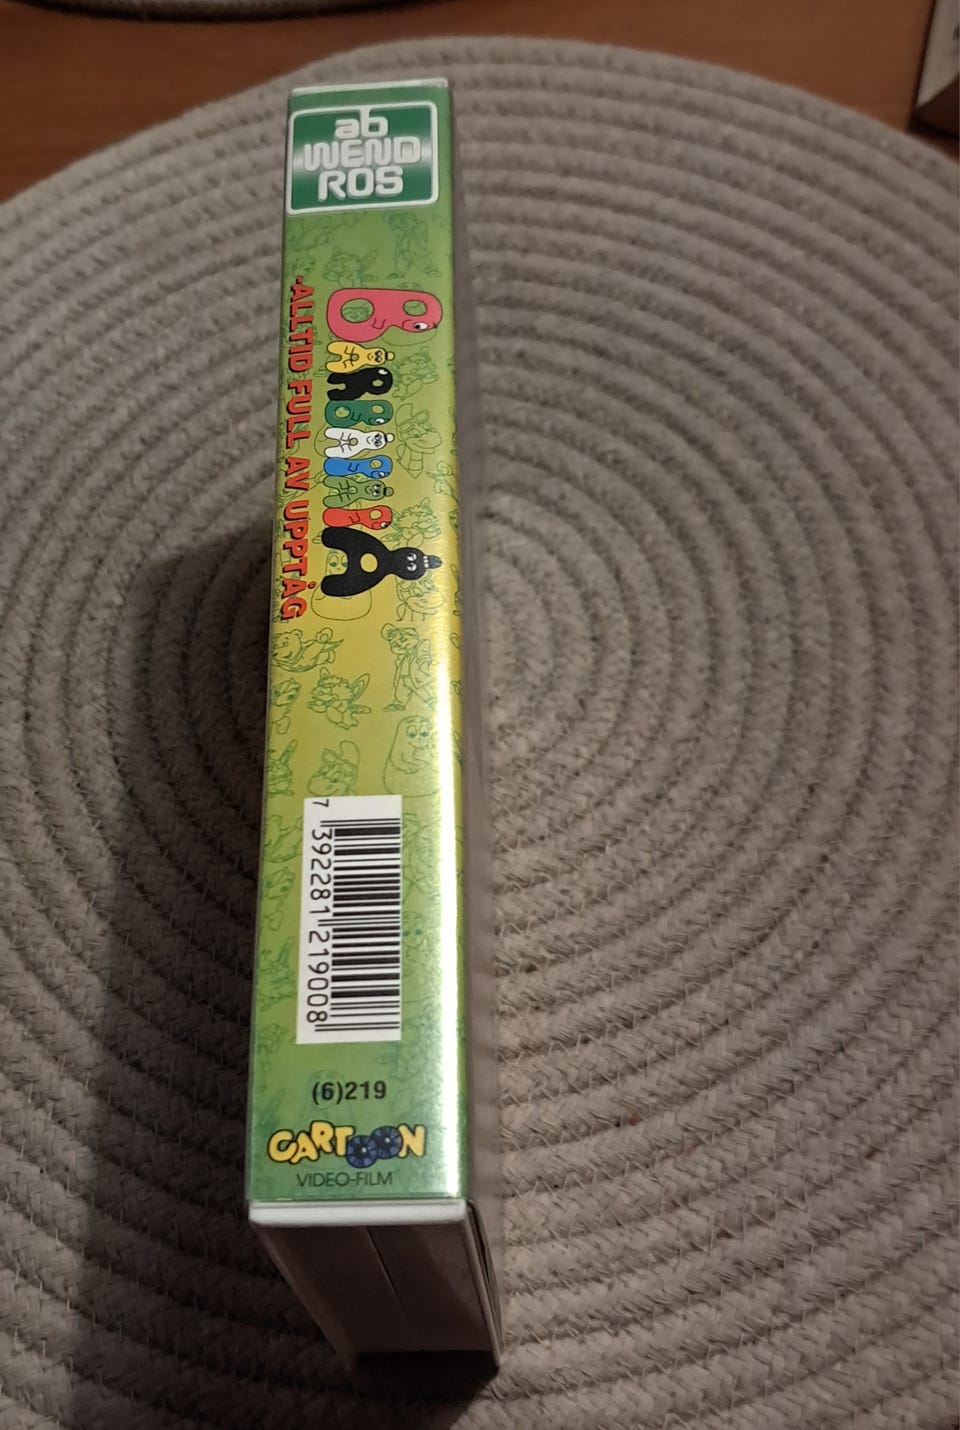 ab
WEND
ROS
BARBAPAPA
-ALLTID FULL AV UPPTÅG
7 392281 219008
(6)219
CARTOON
VIDEO-FILM